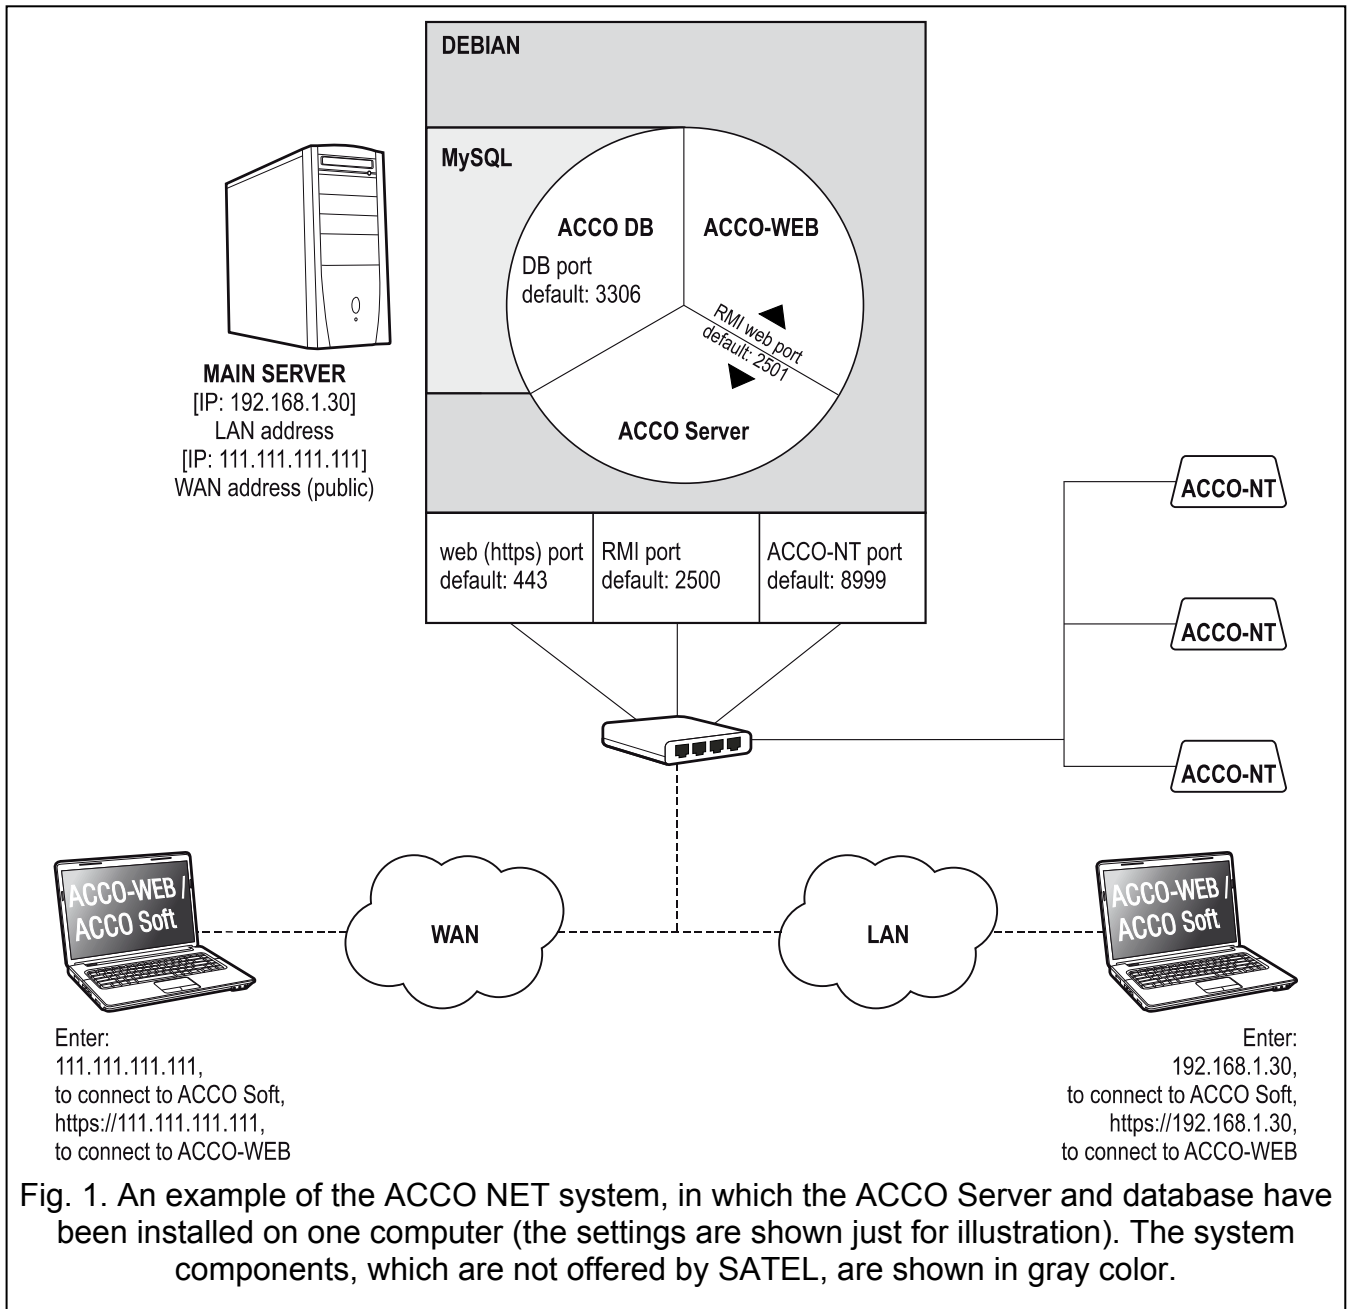 DEBIAN
MySQL
ACCO DB
DB port
default: 3306
ACCO-WEB
RMI web port
default: 2501
ACCO Server
MAIN SERVER
[IP: 192.168.1.30]
LAN address
[IP: 111.111.111.111]
WAN address (public)
web (https) port
default: 443
RMI port
default: 2500
ACCO-NT port
default: 8999
ACCO-NT
ACCO-NT
ACCO-NT
ACCO-WEB /
ACCO Soft
WAN
LAN
ACCO-WEB /
ACCO Soft
Enter:
111.111.111.111,
to connect to ACCO Soft,
https://111.111.111.111,
to connect to ACCO-WEB
Enter:
192.168.1.30,
to connect to ACCO Soft,
https://192.168.1.30,
to connect to ACCO-WEB
Fig. 1. An example of the ACCO NET system, in which the ACCO Server and database have
been installed on one computer (the settings are shown just for illustration). The system
components, which are not offered by SATEL, are shown in gray color.